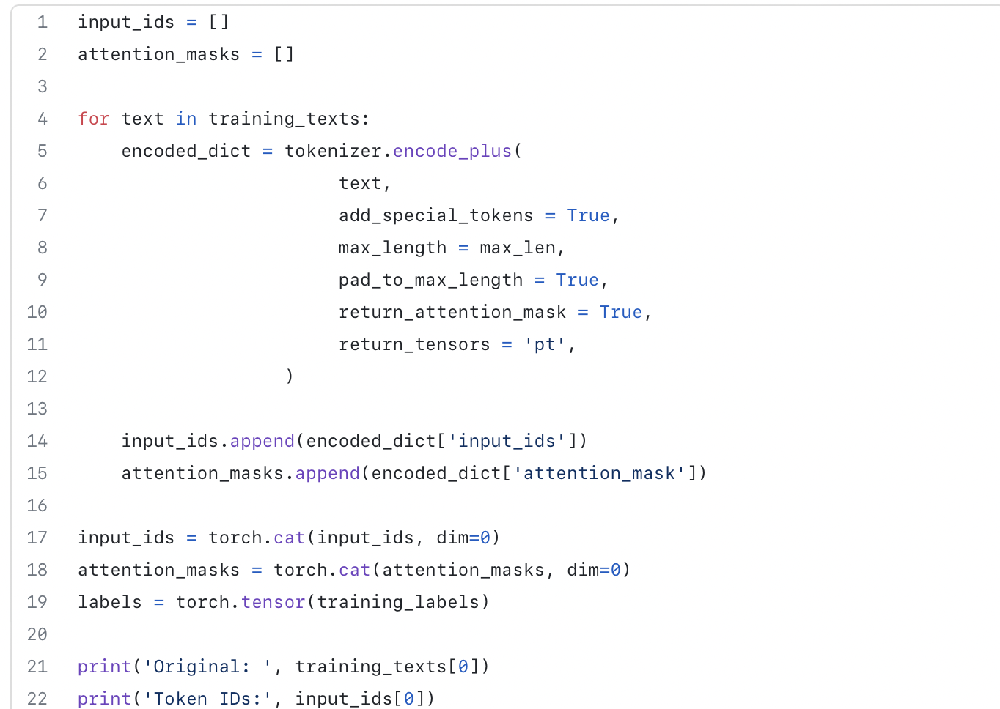 1 input_ids = []
2 attention_masks = []
3
4 for text in training_texts:
5     encoded_dict = tokenizer.encode_plus(
6                         text,
7                         add_special_tokens = True,
8                         max_length = max_len,
9                         pad_to_max_length = True,
10                         return_attention_mask = True,
11                         return_tensors = 'pt',
12                    )
13
14     input_ids.append(encoded_dict['input_ids'])
15     attention_masks.append(encoded_dict['attention_mask'])
16
17 input_ids = torch.cat(input_ids, dim=0)
18 attention_masks = torch.cat(attention_masks, dim=0)
19 labels = torch.tensor(training_labels)
20
21 print('Original: ', training_texts[0])
22 print('Token IDs:', input_ids[0])